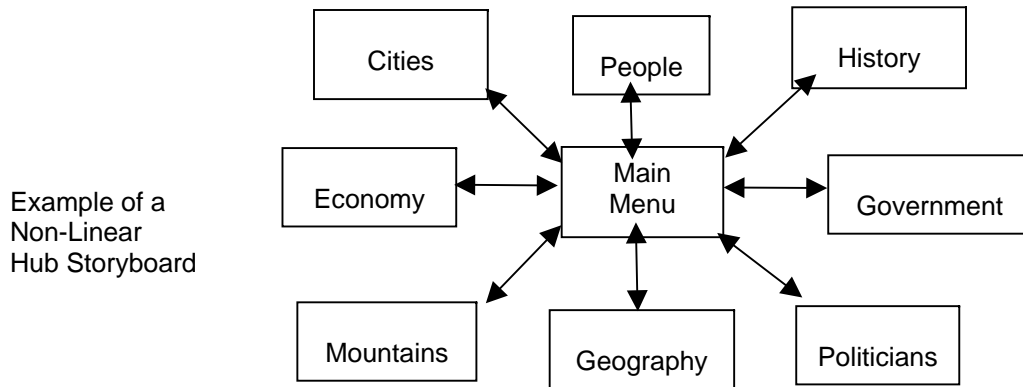 Cities
People
History
Example of a
Non-Linear
Hub Storyboard
Economy
Main
Menu
Government
Mountains
Geography
Politicians